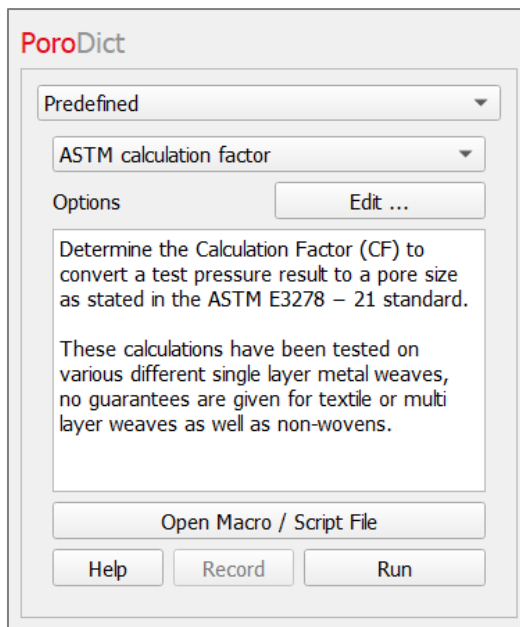 PoroDict
Predefined
ASTM calculation factor
Options
Edit ...
Determine the Calculation Factor (CF) to
convert a test pressure result to a pore size
as stated in the ASTM E3278 – 21 standard.
These calculations have been tested on
various different single layer metal weaves,
no guarantees are given for textile or multi
layer weaves as well as non-wovens.
Open Macro / Script File
Help
Record
Run